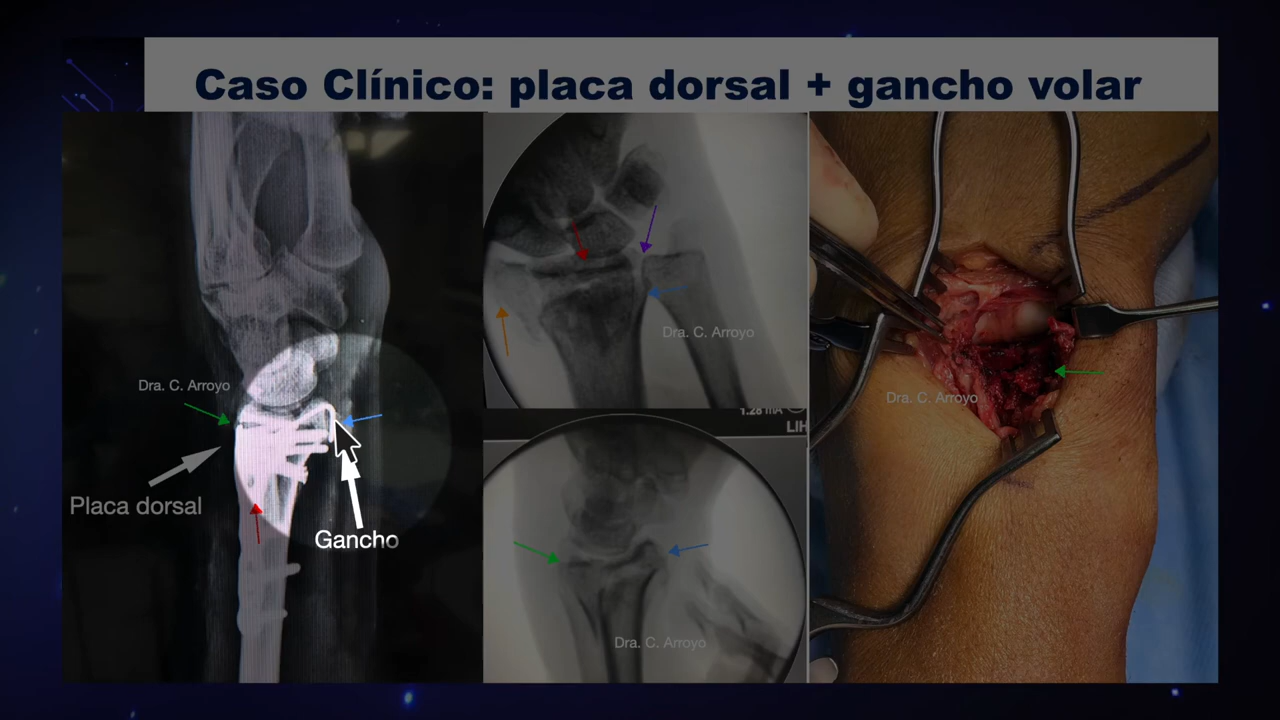 Caso Clínico: placa dorsal + gancho volar
Dra. C. Arroyo
Placa dorsal
Gancho
Dra. C. Arroyo
1.28 mA
LIH
Dra. C. Arroyo
Dra. C. Arroyo